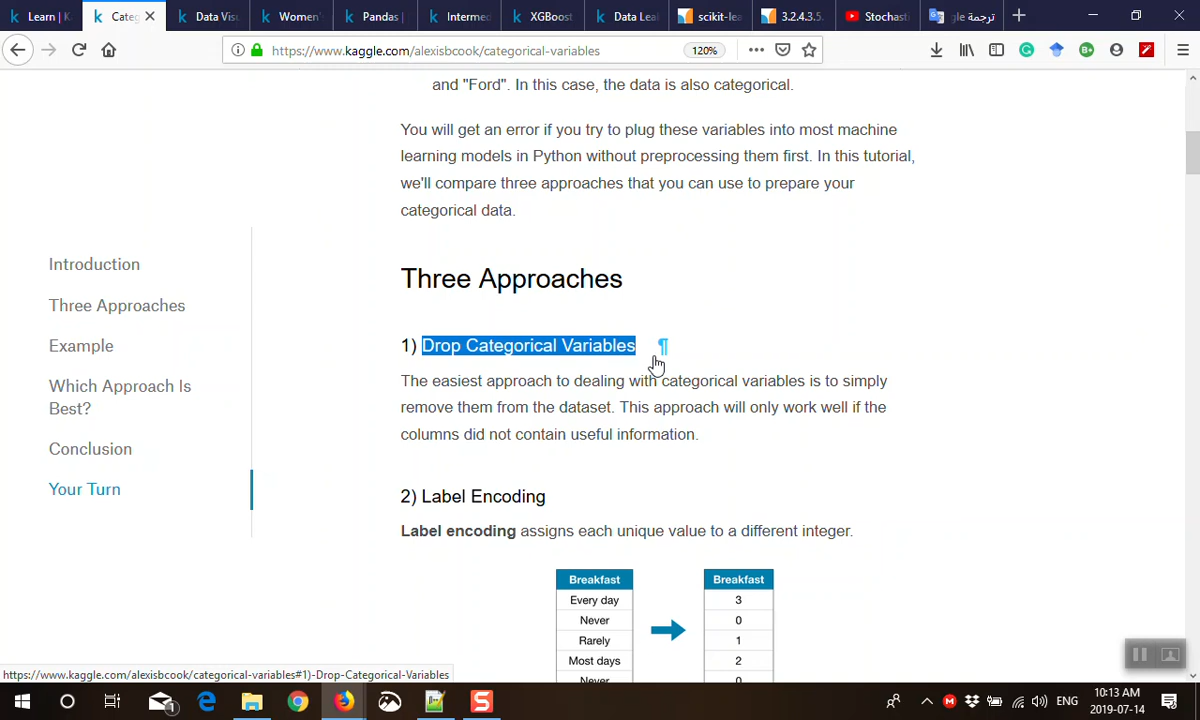 Learn | K
Categ
Data Visu
Women'
Pandas |
Intermed
XGBoost
Data Leak
scikit-lea
3.2.4.3.5.
Stochasti
ترجمة gle
https://www.kaggle.com/alexisbcook/categorical-variables
120%
and "Ford". In this case, the data is also categorical.
You will get an error if you try to plug these variables into most machine
learning models in Python without preprocessing them first. In this tutorial,
we'll compare three approaches that you can use to prepare your
categorical data.
Introduction
Three Approaches
Example
Which Approach Is
Best?
Conclusion
Your Turn
Three Approaches
1) Drop Categorical Variables ¶
The easiest approach to dealing with categorical variables is to simply
remove them from the dataset. This approach will only work well if the
columns did not contain useful information.
2) Label Encoding
Label encoding assigns each unique value to a different integer.
Breakfast Breakfast
Every day 3
Never 0
Rarely 1
Most days 2
Never 0
https://www.kaggle.com/alexisbcook/categorical-variables#1)-Drop-Categorical-Variables
ENG
10:13 AM
2019-07-14